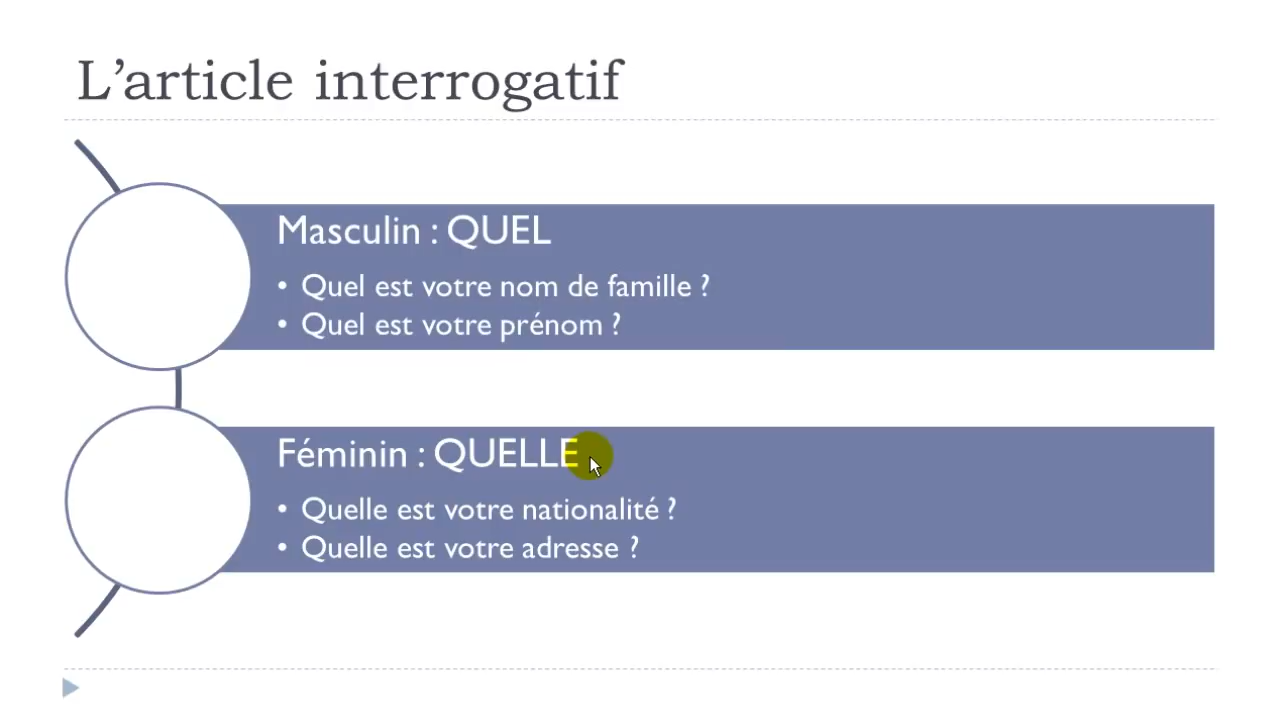 L’article interrogatif
Masculin : QUEL
• Quel est votre nom de famille ?
• Quel est votre prénom ?
Féminin : QUELLE
• Quelle est votre nationalité ?
• Quelle est votre adresse ?